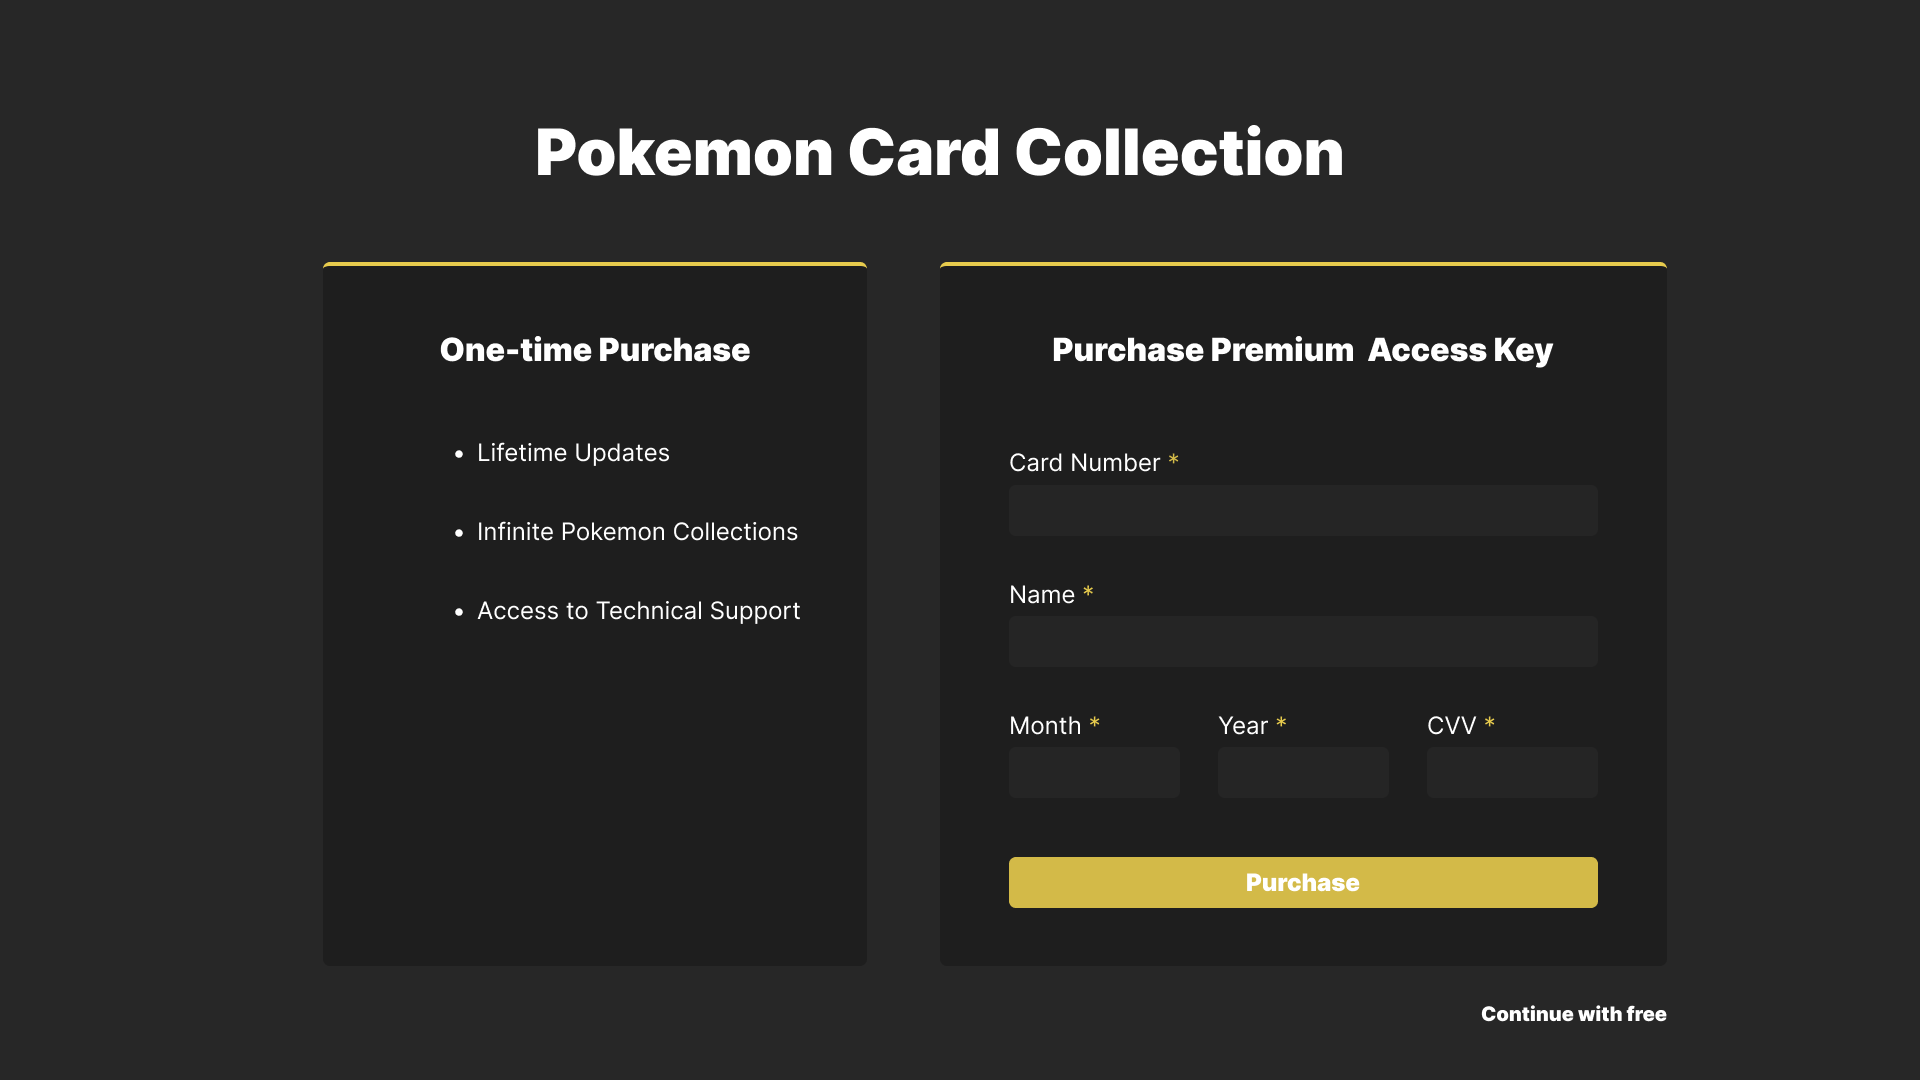 Pokemon Card Collection
One-time Purchase
• Lifetime Updates
• Infinite Pokemon Collections
• Access to Technical Support
Purchase Premium  Access Key
Card Number *
Name *
Month * Year * CVV *
Purchase
Continue with free